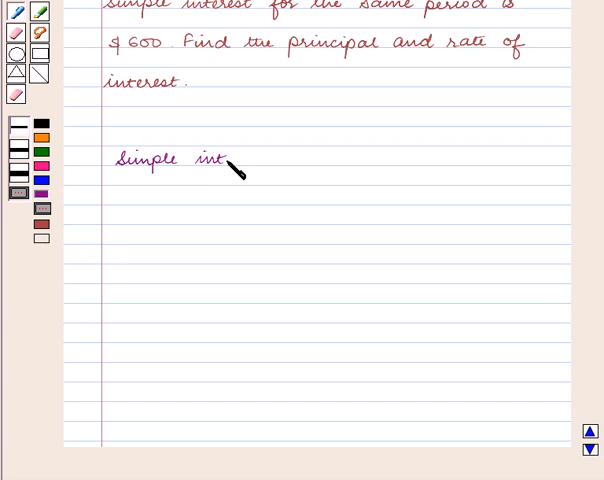 simple interest for the same period is
$ 600. Find the principal and rate of
interest.
Simple int